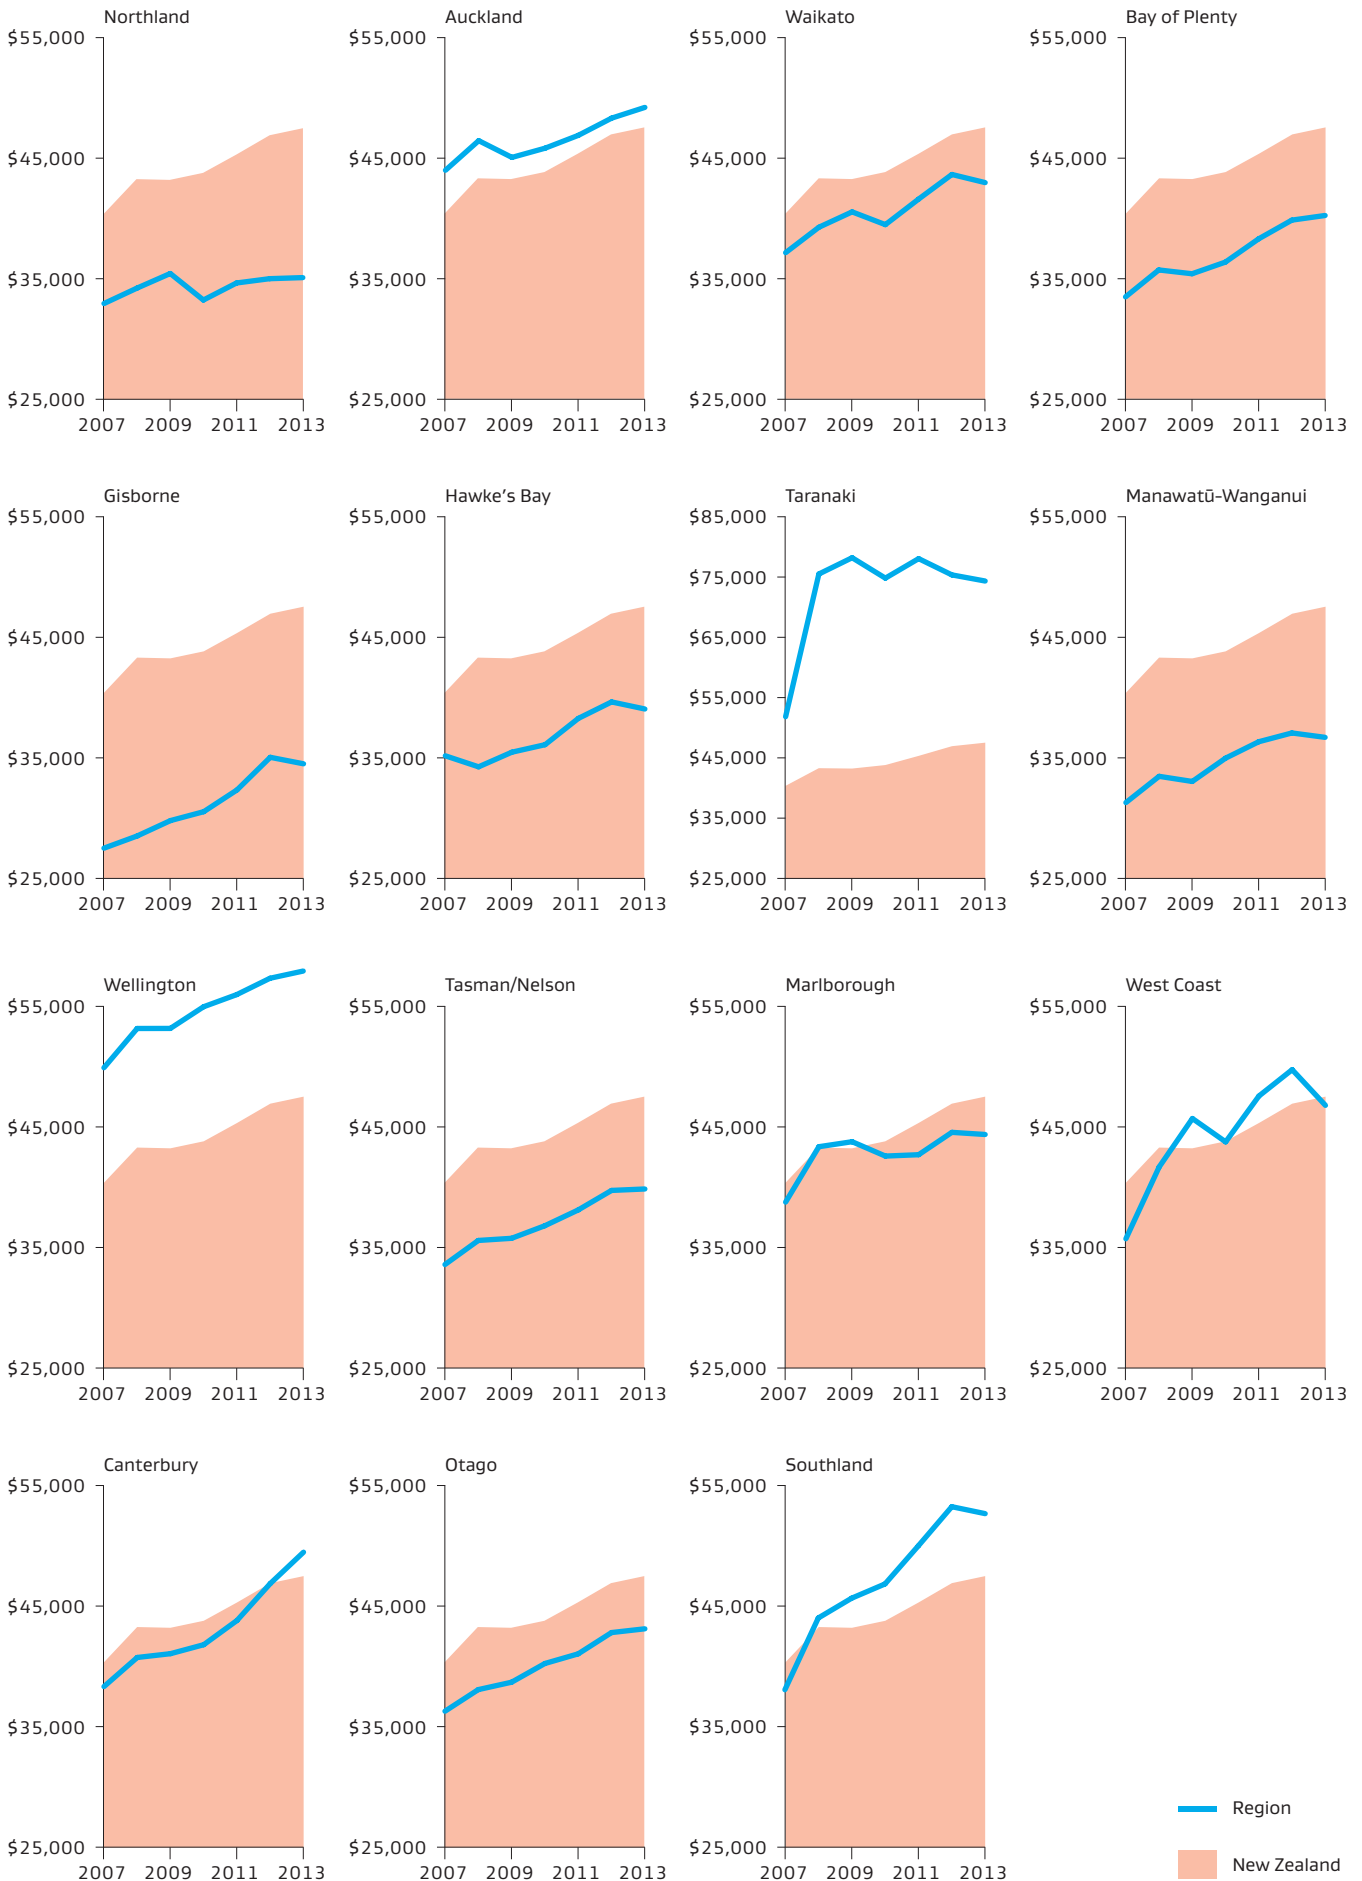 Northland
$55,000
$45,000
$35,000
$25,000
2007 2009 2011 2013
Auckland
$55,000
$45,000
$35,000
$25,000
2007 2009 2011 2013
Waikato
$55,000
$45,000
$35,000
$25,000
2007 2009 2011 2013
Bay of Plenty
$55,000
$45,000
$35,000
$25,000
2007 2009 2011 2013
Gisborne
$55,000
$45,000
$35,000
$25,000
2007 2009 2011 2013
Hawke's Bay
$55,000
$45,000
$35,000
$25,000
2007 2009 2011 2013
Taranaki
$85,000
$75,000
$65,000
$55,000
$45,000
$35,000
$25,000
2007 2009 2011 2013
Manawatū-Wanganui
$55,000
$45,000
$35,000
$25,000
2007 2009 2011 2013
Wellington
$55,000
$45,000
$35,000
$25,000
2007 2009 2011 2013
Tasman/Nelson
$55,000
$45,000
$35,000
$25,000
2007 2009 2011 2013
Marlborough
$55,000
$45,000
$35,000
$25,000
2007 2009 2011 2013
West Coast
$55,000
$45,000
$35,000
$25,000
2007 2009 2011 2013
Canterbury
$55,000
$45,000
$35,000
$25,000
2007 2009 2011 2013
Otago
$55,000
$45,000
$35,000
$25,000
2007 2009 2011 2013
Southland
$55,000
$45,000
$35,000
$25,000
2007 2009 2011 2013
Region
New Zealand